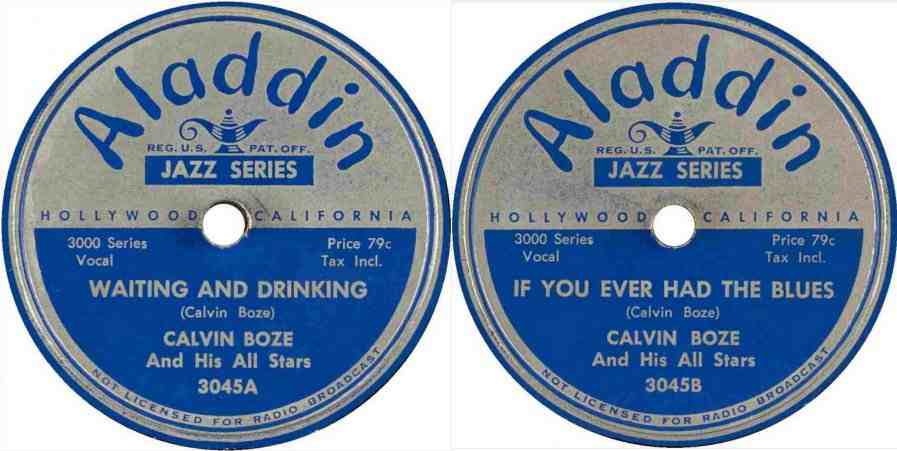 Aladdin
REG. U.S. PAT. OFF.
JAZZ SERIES
HOLLYWOOD CALIFORNIA
3000 Series
Vocal
Price 79c
Tax Incl.
WAITING AND DRINKING
(Calvin Boze)
CALVIN BOZE
And His All Stars
3045A
NOT LICENSED FOR RADIO BROADCAST
Aladdin
REG. U.S. PAT. OFF.
JAZZ SERIES
HOLLYWOOD CALIFORNIA
3000 Series
Vocal
Price 79c
Tax Incl.
IF YOU EVER HAD THE BLUES
(Calvin Boze)
CALVIN BOZE
And His All Stars
3045B
NOT LICENSED FOR RADIO BROADCAST